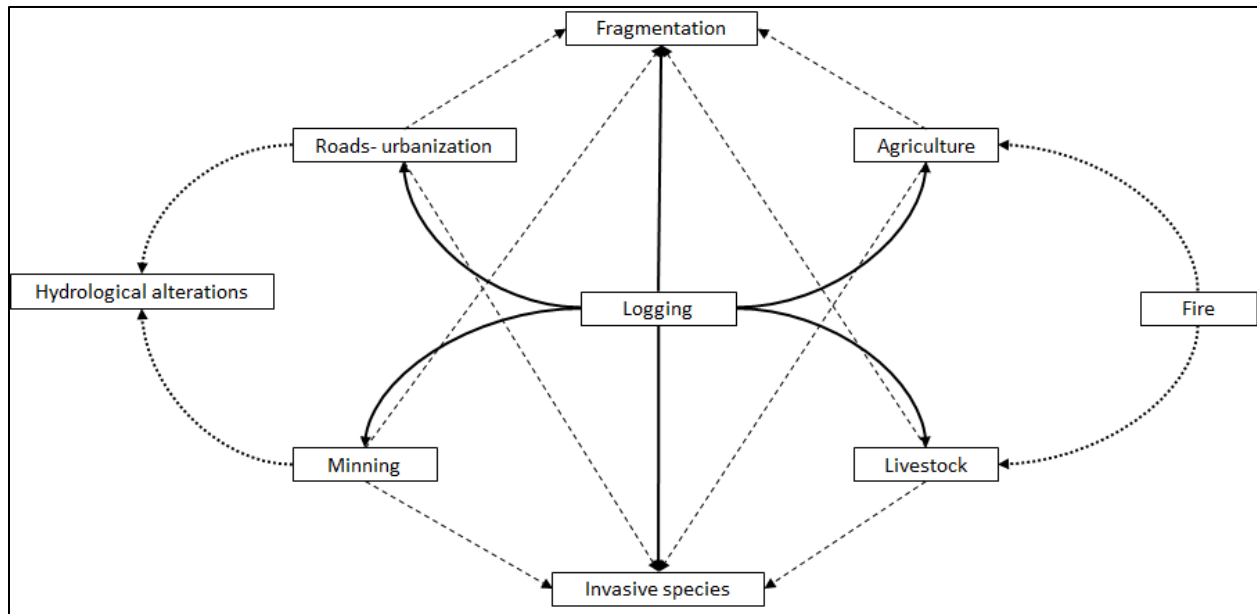 Fragmentation
Roads- urbanization
Agriculture
Hydrological alterations
Logging
Fire
Minning
Livestock
Invasive species